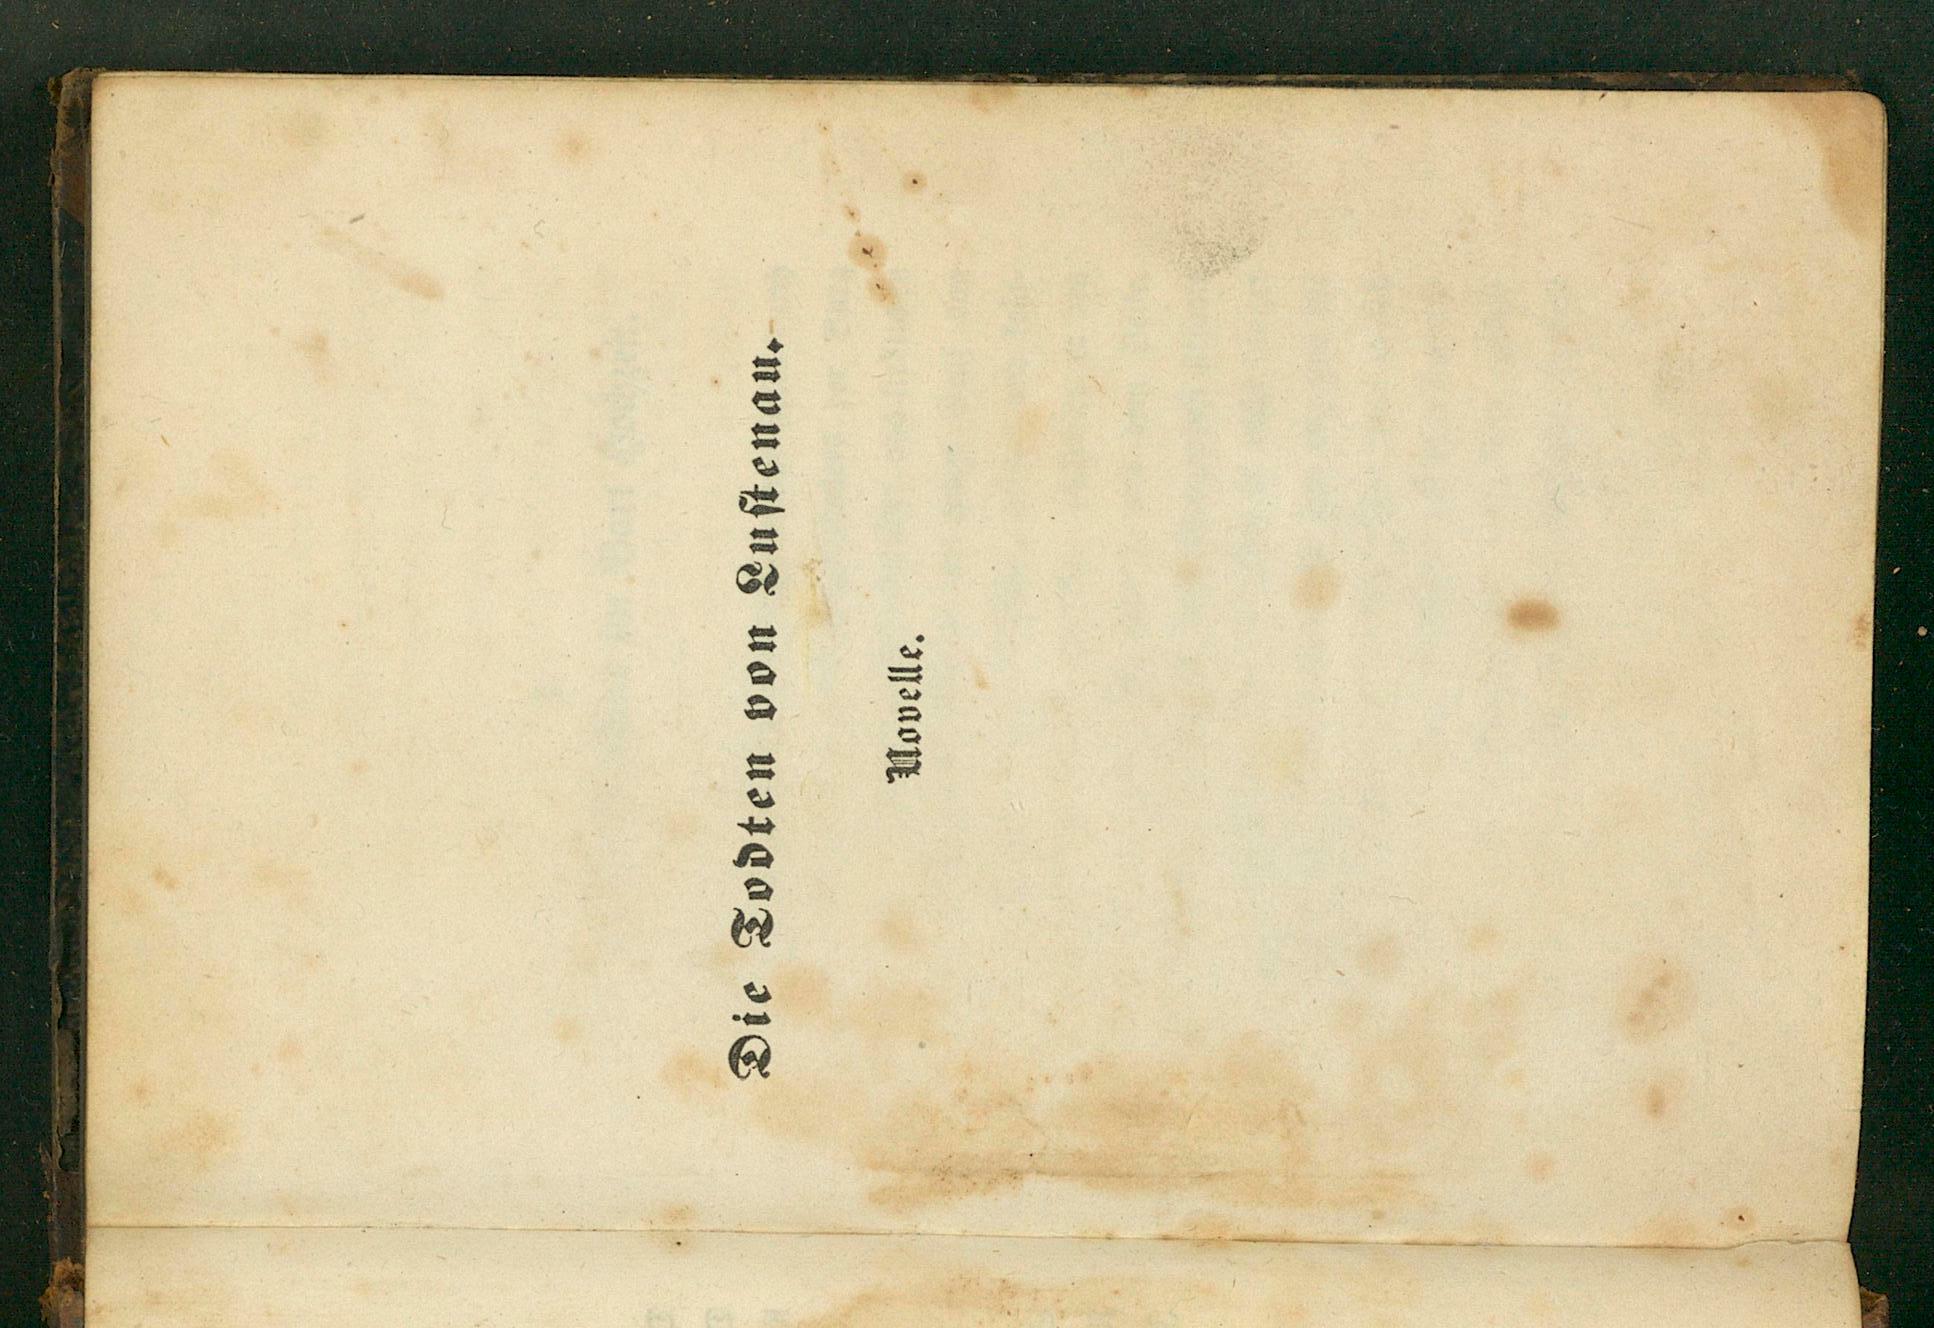 Die Todten von Lustenau.
Novelle.